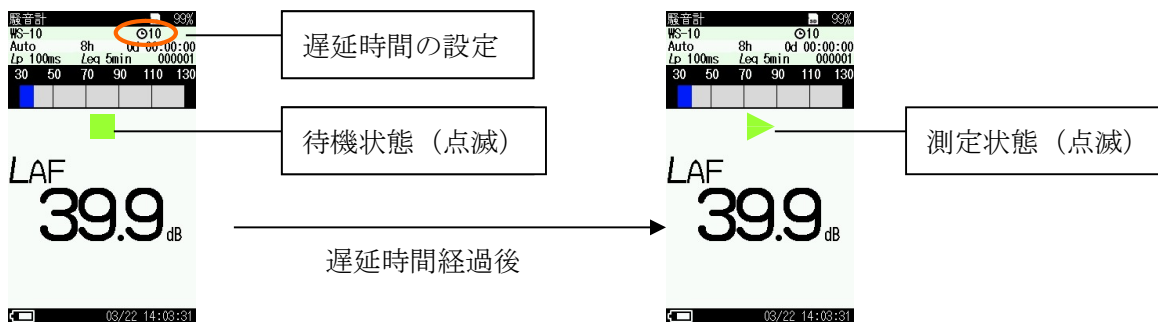 騒音計 99%
WS-10 10
Auto 8h 0d 00:00:00
Lp 100ms Leq 5min 000001
30 50 70 90 110 130
LAF
39.9 dB
03/22 14:03:31
遅延時間の設定
待機状態（点滅）
遅延時間経過後
騒音計 99%
WS-10 10
Auto 8h 0d 00:00:00
Lp 100ms Leq 5min 000001
30 50 70 90 110 130
LAF
39.9 dB
03/22 14:03:31
測定状態（点滅）